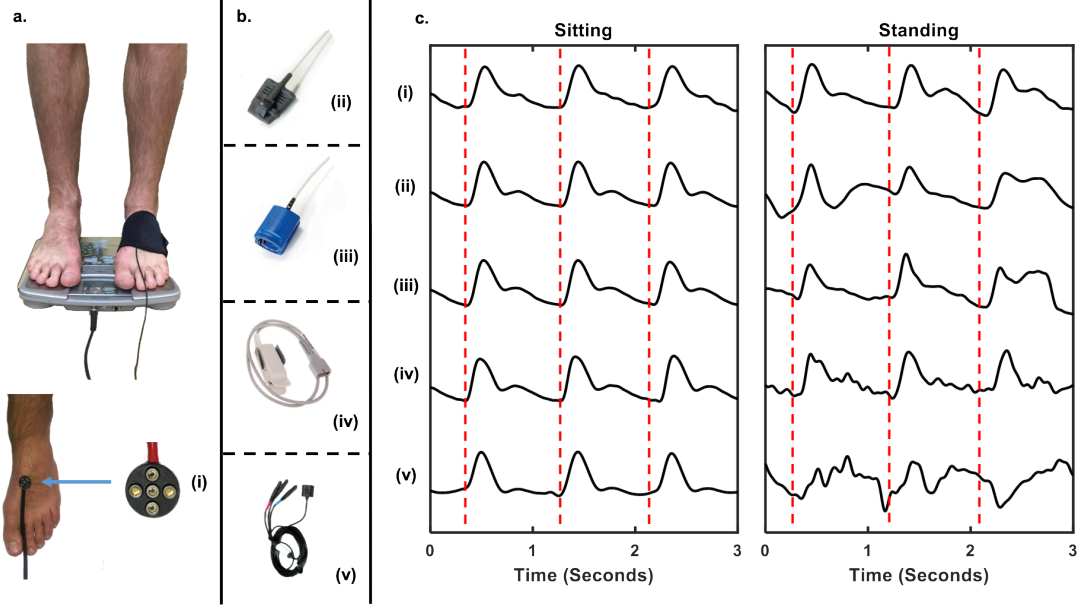 a.
(i)
b.
(ii)
(iii)
(iv)
(v)
c.
Sitting
Standing
(i)
(ii)
(iii)
(iv)
(v)
0 1 2 3
0 1 2 3
Time (Seconds)
Time (Seconds)